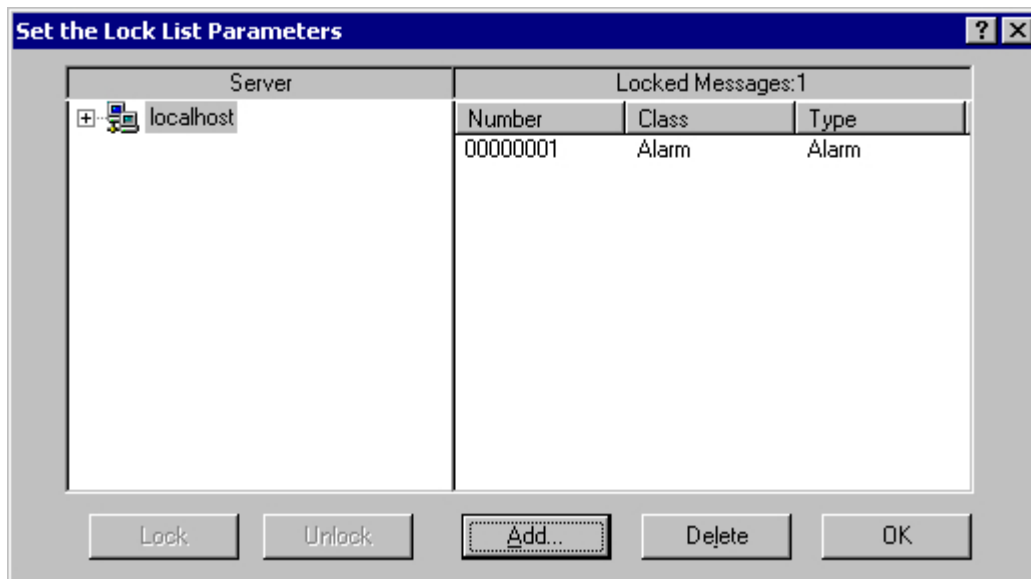 Set the Lock List Parameters
Server
Locked Messages:1
localhost
Number Class Type
00000001 Alarm Alarm
Lock Unlock Add... Delete OK